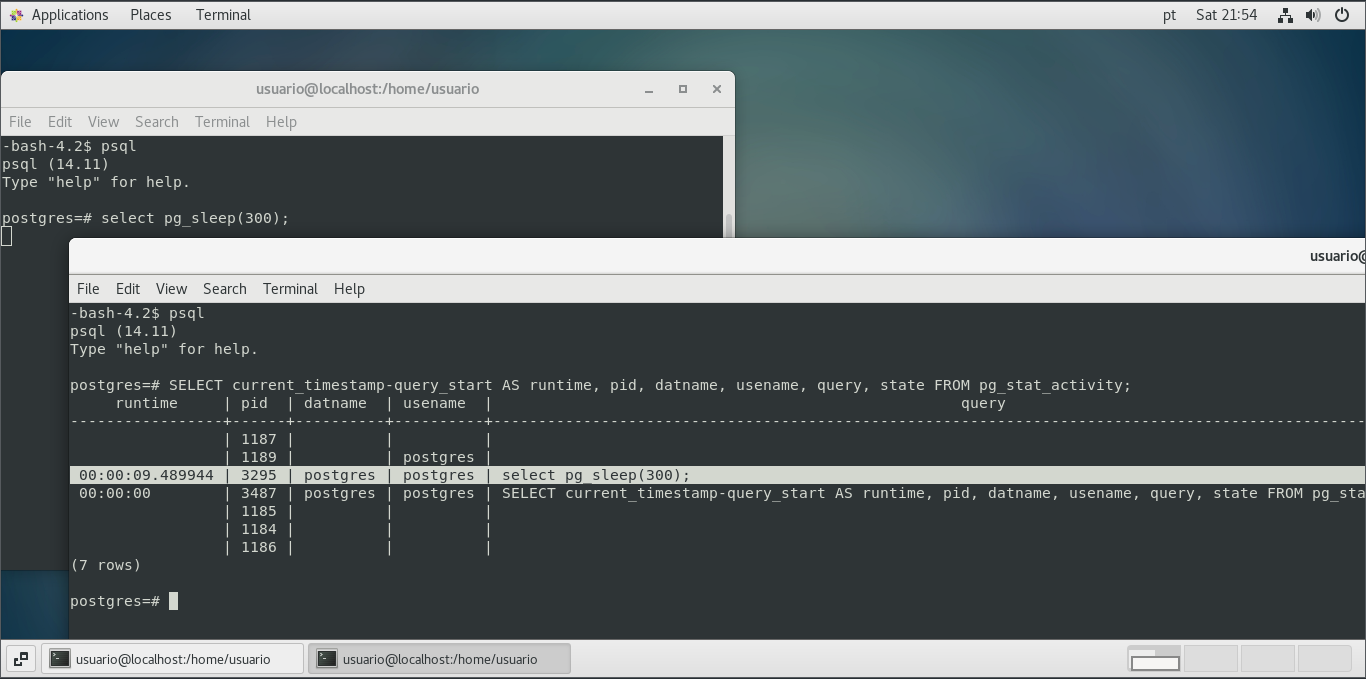 Applications Places Terminal pt Sat 21:54
usuario@localhost:/home/usuario
File Edit View Search Terminal Help
-bash-4.2$ psql
psql (14.11)
Type "help" for help.
postgres=# select pg_sleep(300);
usuario@
File Edit View Search Terminal Help
-bash-4.2$ psql
psql (14.11)
Type "help" for help.
postgres=# SELECT current_timestamp-query_start AS runtime, pid, datname, usename, query, state FROM pg_stat_activity;
     runtime     | pid  | datname  | usename  |                                                    query
-----------------+------+----------+----------+-------------------------------------------------------------------------------------------------
                 | 1187 |          |          |
                 | 1189 |          | postgres |
 00:00:09.489944 | 3295 | postgres | postgres | select pg_sleep(300);
 00:00:00        | 3487 | postgres | postgres | SELECT current_timestamp-query_start AS runtime, pid, datname, usename, query, state FROM pg_sta
                 | 1185 |          |          |
                 | 1184 |          |          |
                 | 1186 |          |          |
(7 rows)
postgres=#
usuario@localhost:/home/usuario usuario@localhost:/home/usuario